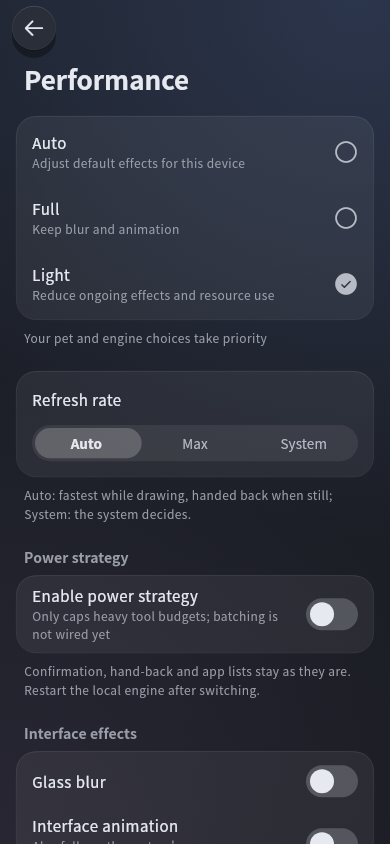 Performance
Auto
Adjust default effects for this device
Full
Keep blur and animation
Light
Reduce ongoing effects and resource use
Your pet and engine choices take priority
Refresh rate
Auto Max System
Auto: fastest while drawing, handed back when still;
System: the system decides.
Power strategy
Enable power strategy
Only caps heavy tool budgets; batching is
not wired yet
Confirmation, hand-back and app lists stay as they are.
Restart the local engine after switching.
Interface effects
Glass blur
Interface animation